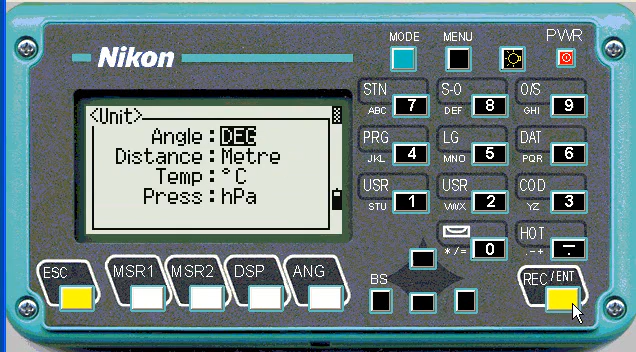 MODE MENU PWR
Nikon
STN S-O O/S
ABC 7 DEF 8 GHI 9
<Unit>
Angle : DEG
Distance : Metre
Temp : °C
Press : hPa
PRG LG DAT
JKL 4 MNO 5 PQR 6
USR USR COD
STU 1 VWX 2 YZ 3
HOT
*/= 0 .-+
ESC MSR1 MSR2 DSP ANG
BS
REC/ENT